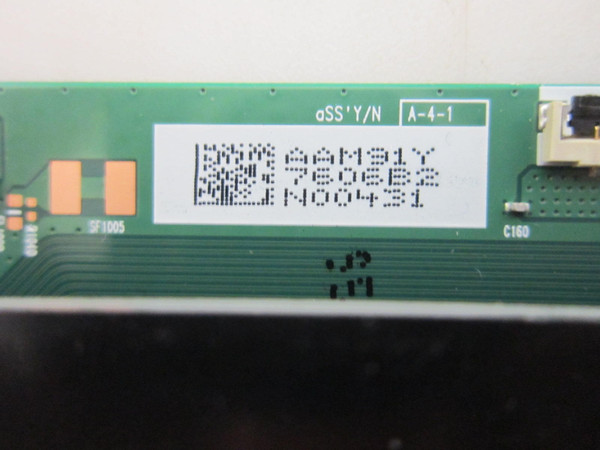 aSS'Y/N A-4-1
AAM91Y
7606B2
N00431
SF1005
C160